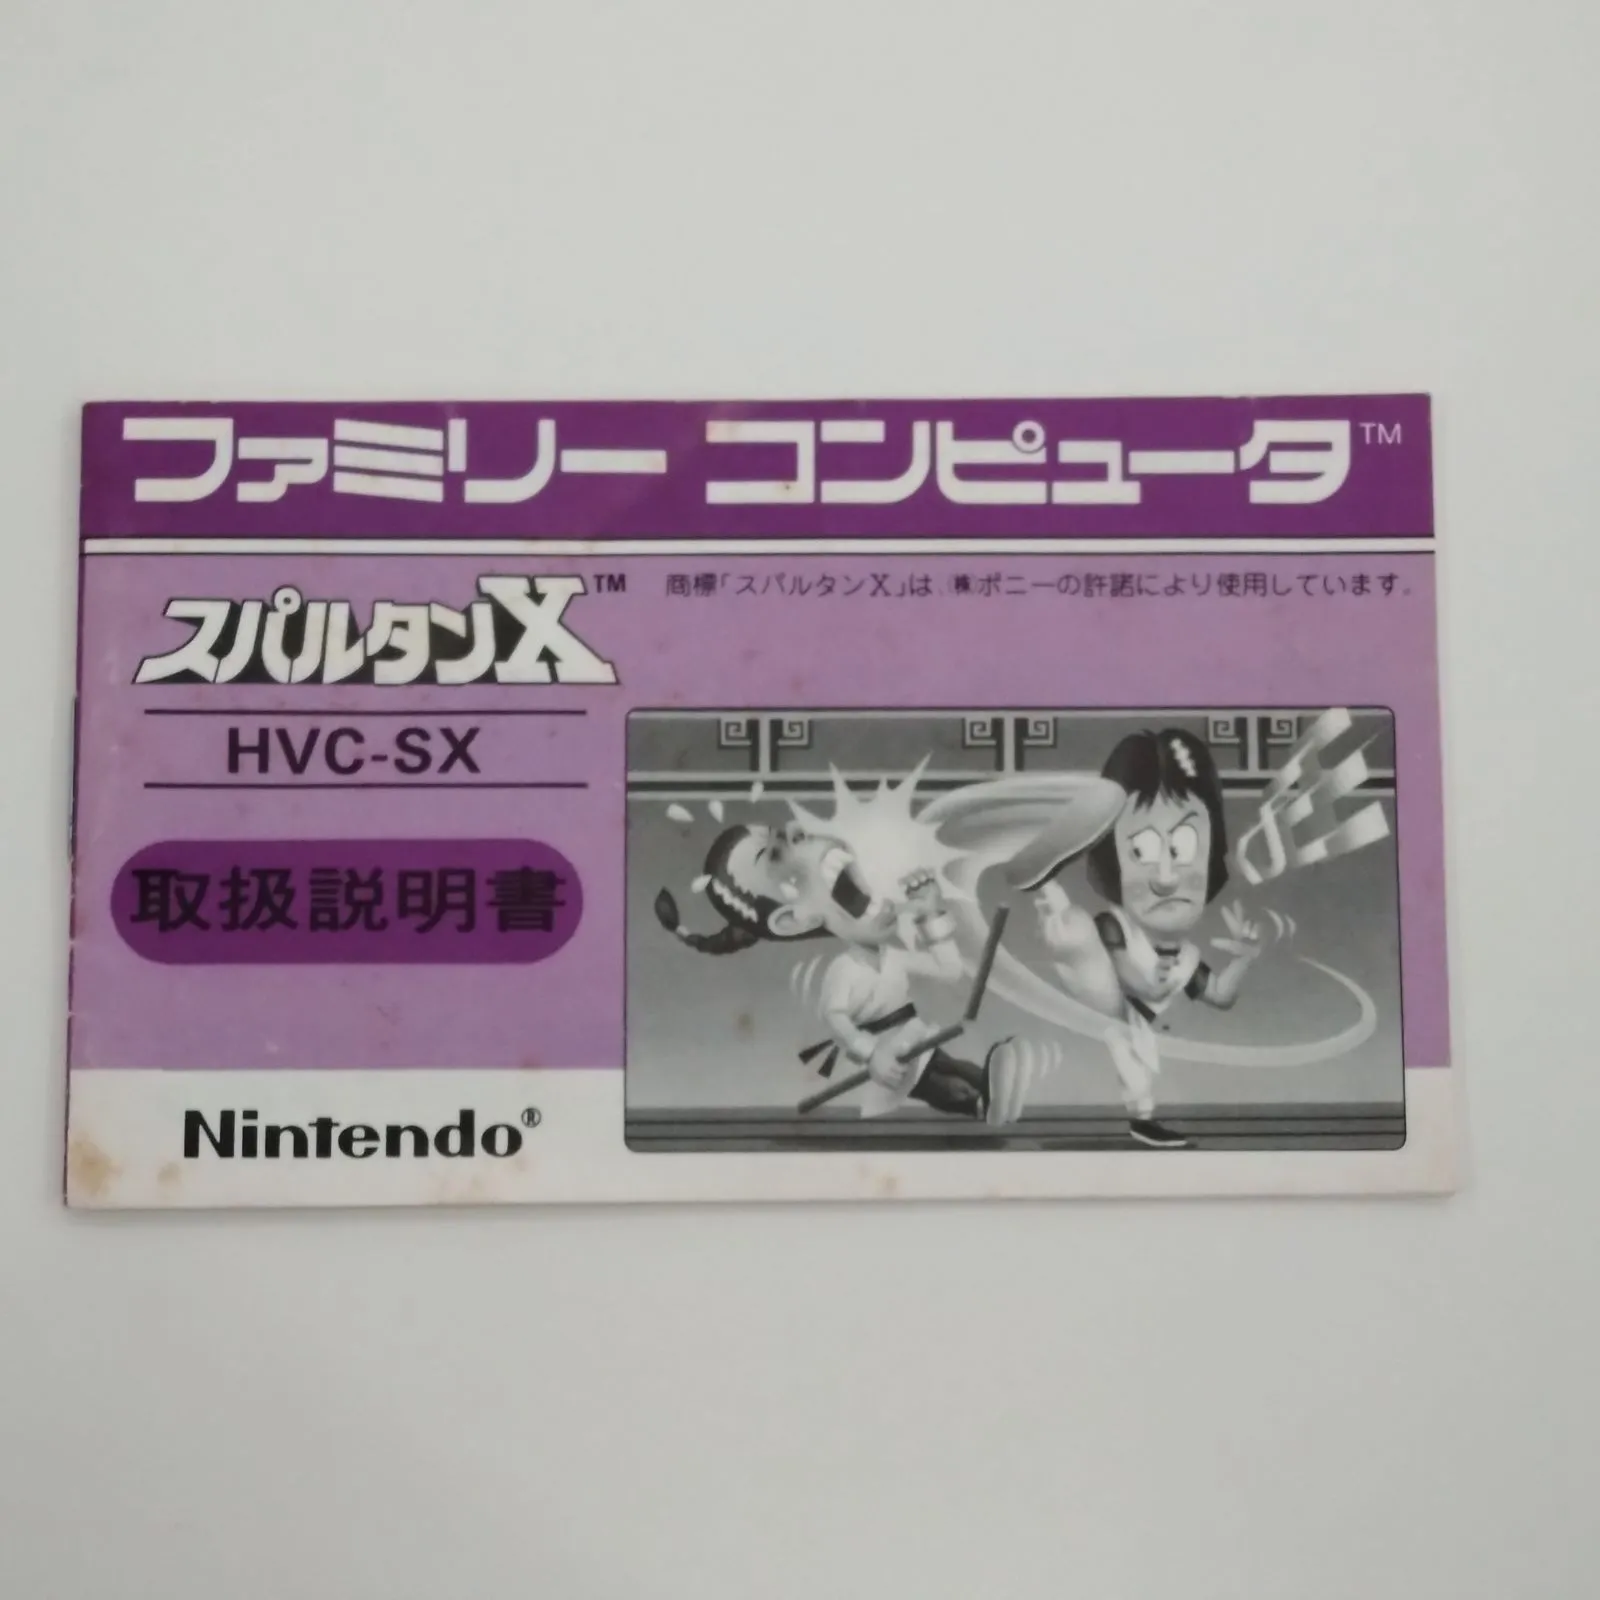 ファミリー コンピュータ™
スパルタンX™
商標「スパルタンX」は、㈱ポニーの許諾により使用しています。
HVC-SX
取扱説明書
Nintendo®